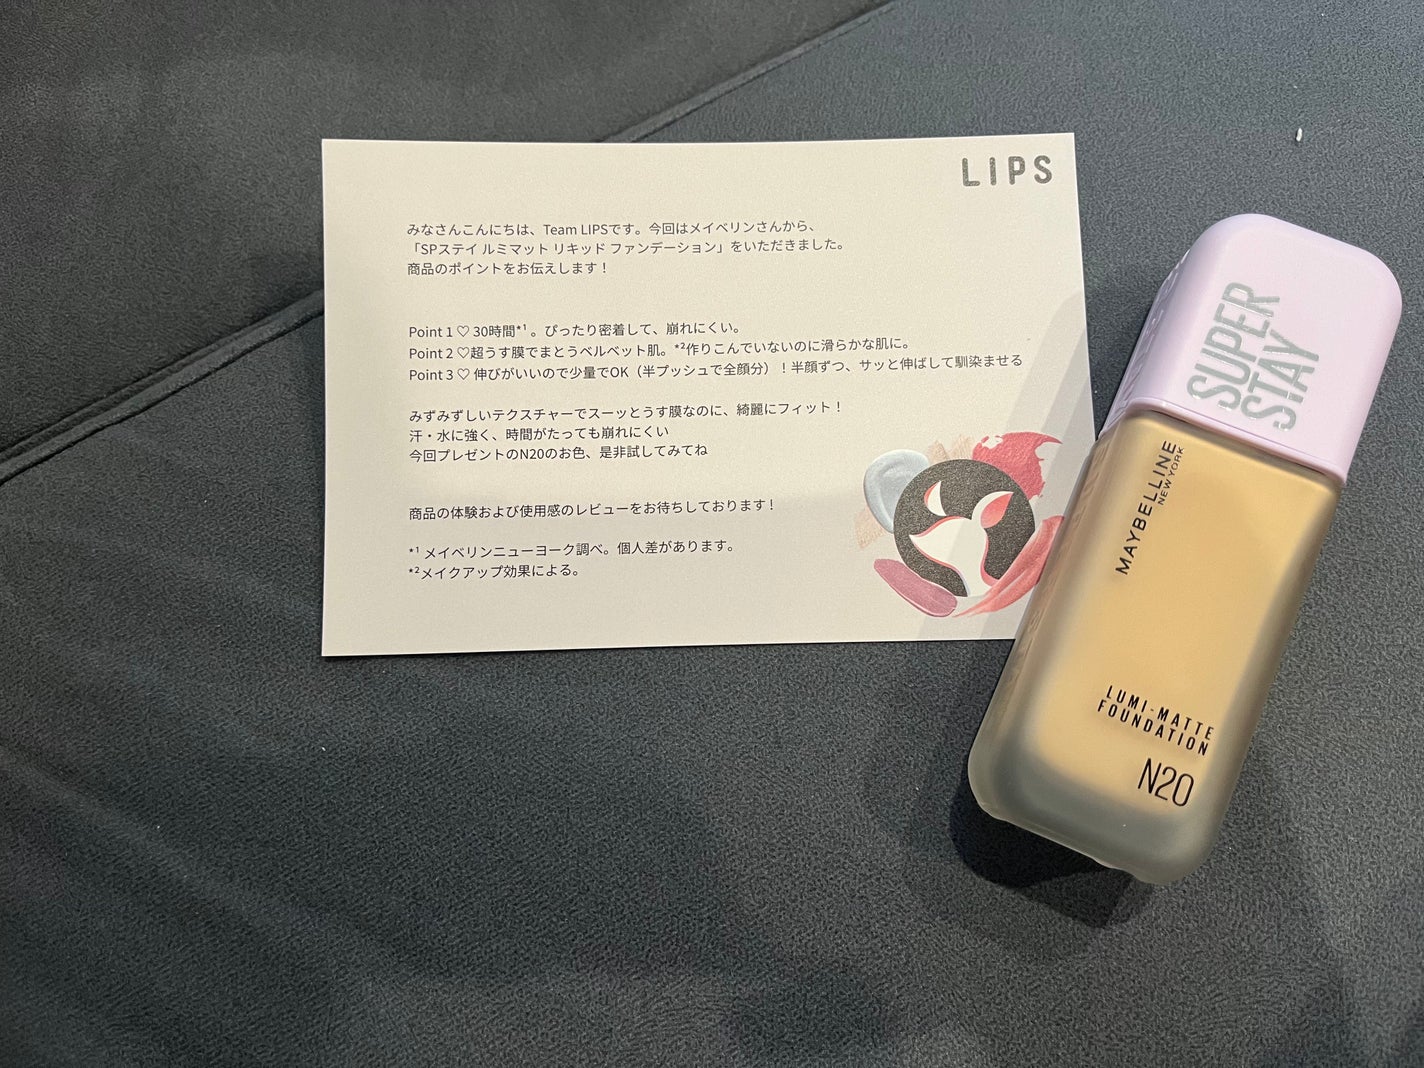 LIPS
みなさんこんにちは、Team LIPSです。今回はメイベリンさんから、
「SPステイ ルミマット リキッド ファンデーション」をいただきました。
商品のポイントをお伝えします！
Point 1 ♡ 30時間*¹ 。ぴったり密着して、崩れにくい。
Point 2 ♡超うす膜でまとうベルベット肌。*²作りこんでいないのに滑らかな肌に。
Point 3 ♡ 伸びがいいので少量でOK（半プッシュで全顔分）！半顔ずつ、サッと伸ばして馴染ませる
みずみずしいテクスチャーでスーッとうす膜なのに、綺麗にフィット！
汗・水に強く、時間がたっても崩れにくい
今回プレゼントのN20のお色、是非試してみてね
商品の体験および使用感のレビューをお待ちしております！
*¹ メイベリンニューヨーク調べ。個人差があります。
*²メイクアップ効果による。
SUPER
STAY
MAYBELLINE
NEW YORK
LUMI-MATTE
FOUNDATION
N20